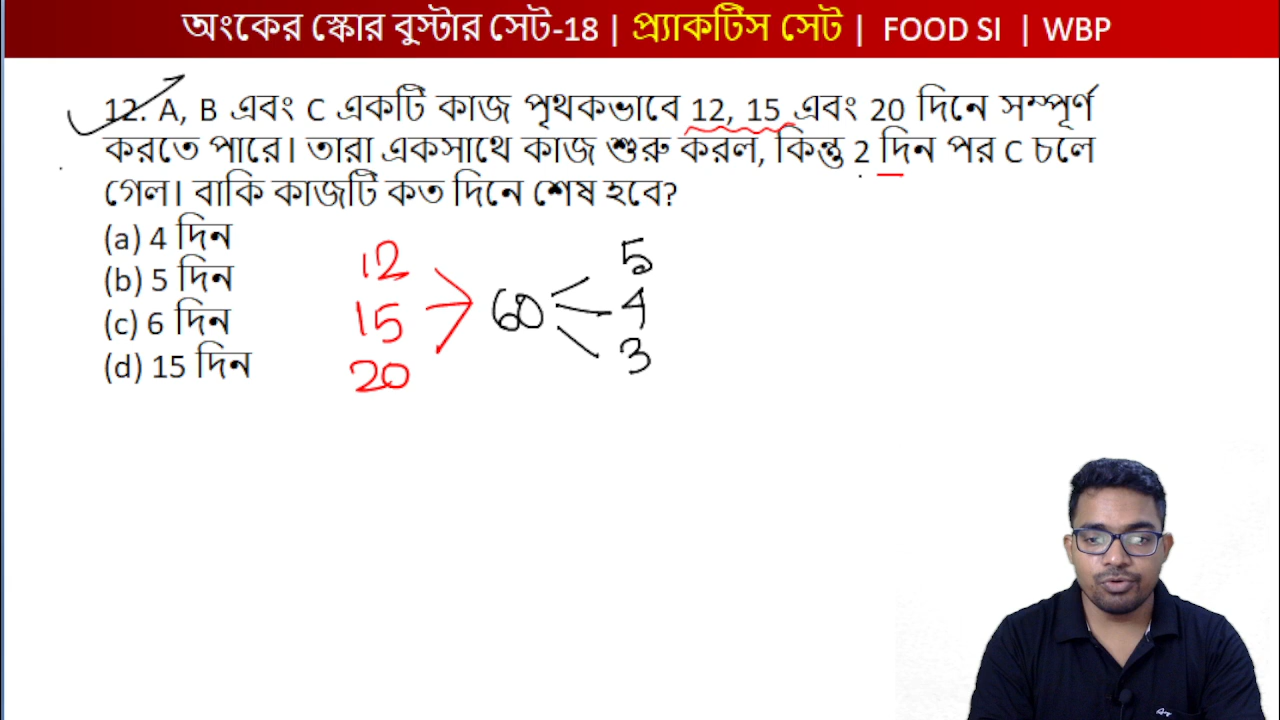 অংকের স্কোর বুস্টার সেট-18 | প্র্যাকটিস সেট | FOOD SI | WBP
12. A, B এবং C একটি কাজ পৃথকভাবে 12, 15 এবং 20 দিনে সম্পূর্ণ
করতে পারে। তারা একসাথে কাজ শুরু করল, কিন্তু 2 দিন পর C চলে
গেল। বাকি কাজটি কত দিনে শেষ হবে?
(a) 4 দিন
(b) 5 দিন
(c) 6 দিন
(d) 15 দিন
12
15
20
60
5
4
3